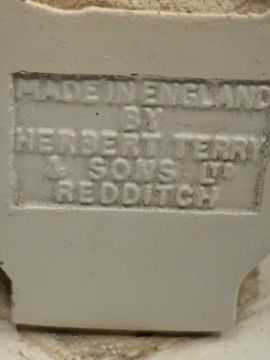 MADE IN ENGLAND
BY
HERBERT TERRY
& SONS LTD
REDDITCH